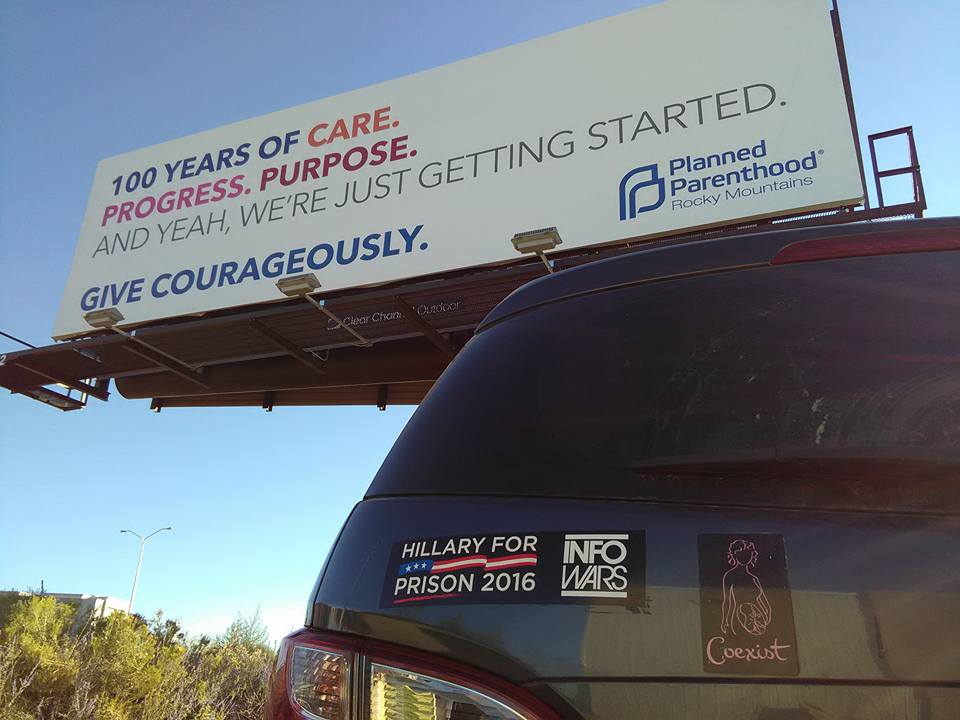 100 YEARS OF CARE.
PROGRESS. PURPOSE.
AND YEAH, WE'RE JUST GETTING STARTED.
GIVE COURAGEOUSLY.
Planned
Parenthood®
Rocky Mountains
Clear Channel Outdoor
HILLARY FOR
PRISON 2016
INFO
WARS
Coexist